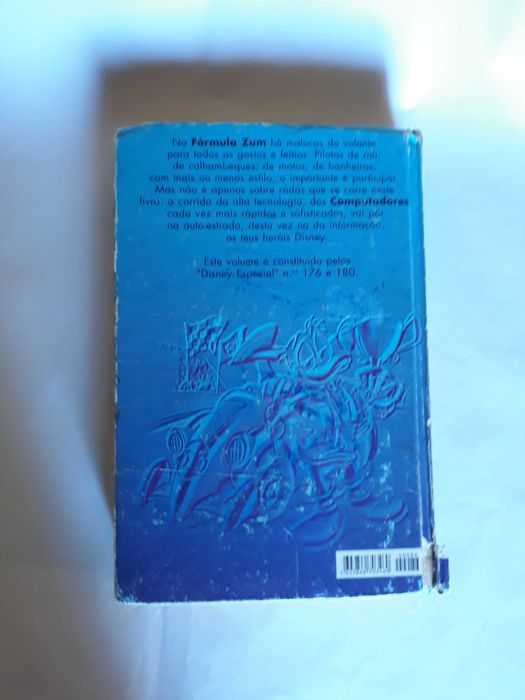 Na Fórmula Zum há malucos do volante
para todos os gostos e feitios. Pilotos de rali,
de calhambeques, de motos, de banheiras;
com mais ou menos estilo, o importante é participar.
Mas não é apenas sobre rodas que se corre neste
livro; a corrida da alta tecnologia, dos Computadores
cada vez mais rápidos e sofisticados, vai pôr
na auto-estrada, desta vez na da informação,
os teus heróis Disney.
Este volume é constituído pelos
"Disney Especial" n.os 176 e 180.